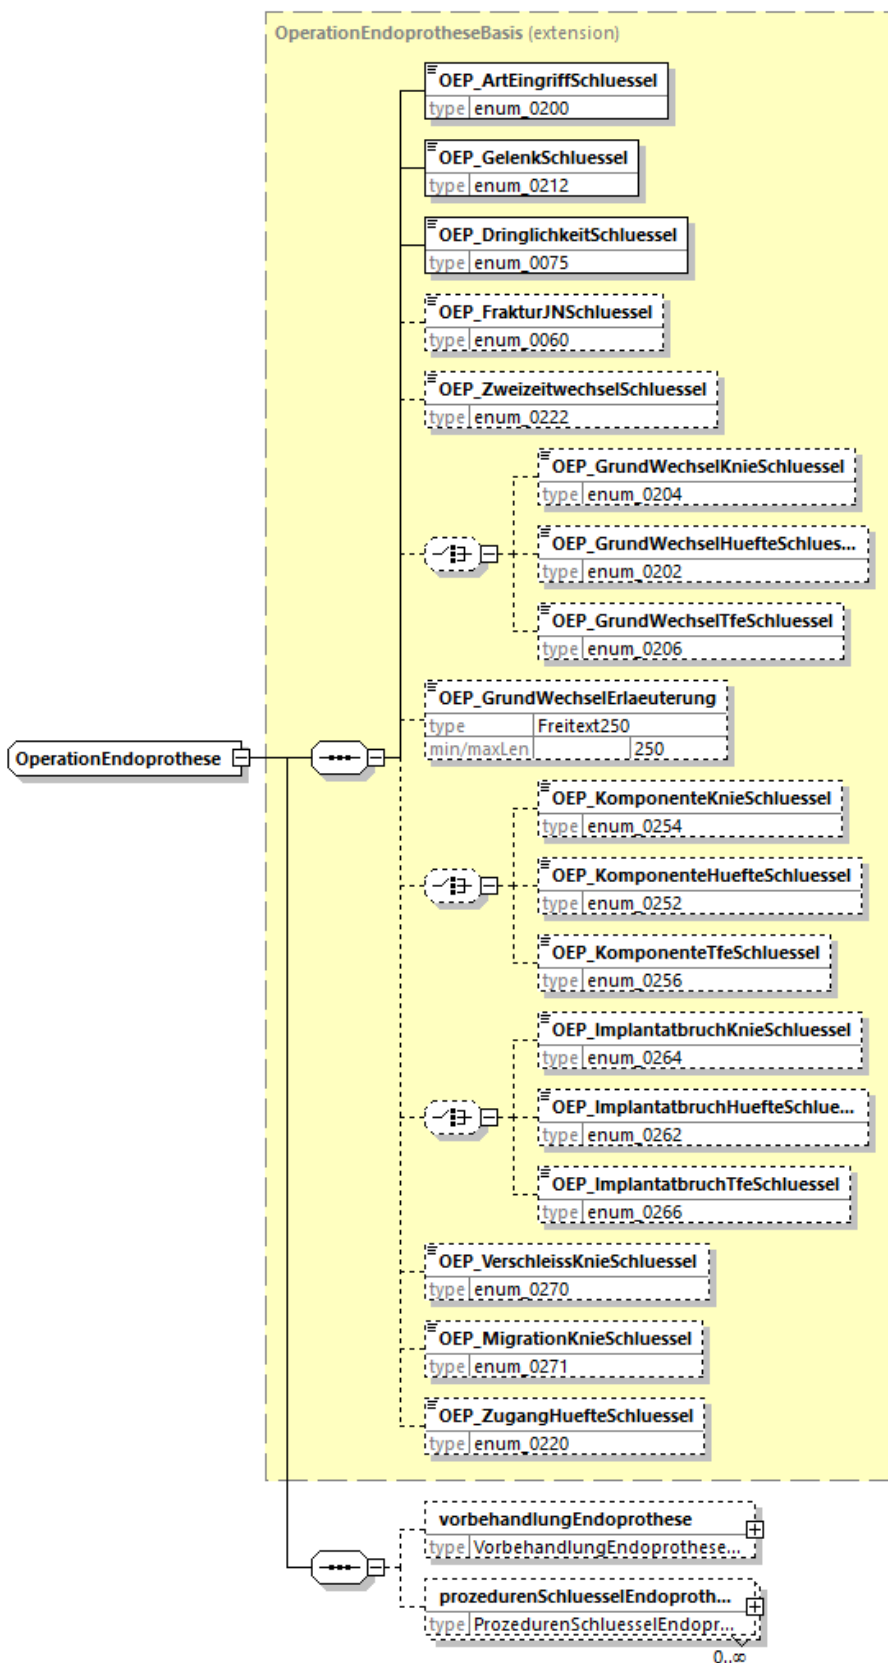 OperationEndoprotheseBasis (extension)
OEP_ArtEingriffSchluessel
type enum_0200
OEP_GelenkSchluessel
type enum_0212
OEP_DringlichkeitSchluessel
type enum_0075
OEP_FrakturJNSchluessel
type enum_0060
OEP_ZweizeitwechselSchluessel
type enum_0222
OEP_GrundWechselKnieSchluessel
type enum_0204
OEP_GrundWechselHuefteSchlues...
type enum_0202
OEP_GrundWechselTfeSchluessel
type enum_0206
OEP_GrundWechselErlaeuterung
type Freitext250
min/maxLen 250
OperationEndoprothese
OEP_KomponenteKnieSchluessel
type enum_0254
OEP_KomponenteHuefteSchluessel
type enum_0252
OEP_KomponenteTfeSchluessel
type enum_0256
OEP_ImplantatbruchKnieSchluessel
type enum_0264
OEP_ImplantatbruchHuefteSchlue...
type enum_0262
OEP_ImplantatbruchTfeSchluessel
type enum_0266
OEP_VerschleissKnieSchluessel
type enum_0270
OEP_MigrationKnieSchluessel
type enum_0271
OEP_ZugangHuefteSchluessel
type enum_0220
vorbehandlungEndoprothese
type VorbehandlungEndoprothese...
prozedurenSchluesselEndoproth...
type ProzedurenSchluesselEndopr...
0..∞